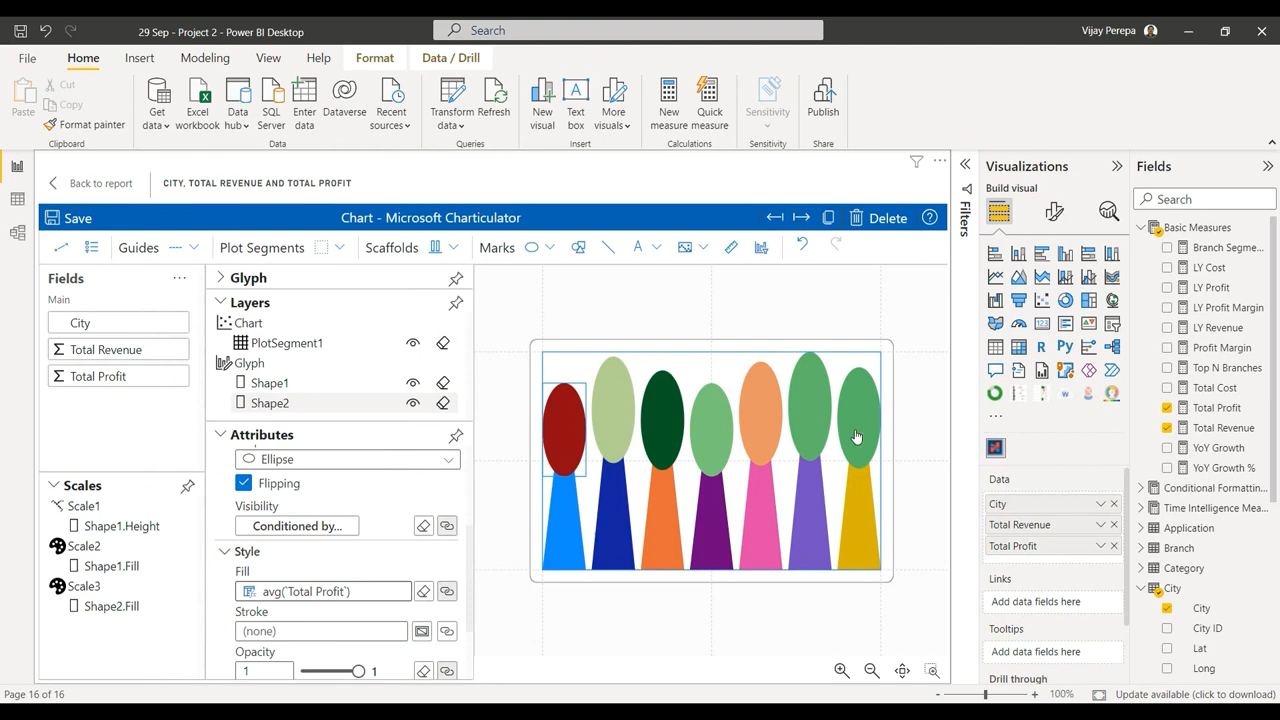 29 Sep - Project 2 - Power BI Desktop
Search
Vijay Perepa
File Home Insert Modeling View Help Format Data / Drill
Paste
Cut
Copy
Format painter
Clipboard
Get data
Excel workbook
Data hub
SQL Server
Enter data
Dataverse
Recent sources
Data
Transform data
Refresh
Queries
New visual
Text box
More visuals
Insert
New measure
Quick measure
Calculations
Sensitivity
Sensitivity
Publish
Share
Back to report
CITY, TOTAL REVENUE AND TOTAL PROFIT
Save
Chart - Microsoft Charticulator
Delete
Guides
Plot Segments
Scaffolds
Marks
Fields
Main
City
Total Revenue
Total Profit
Scales
Scale1
Shape1.Height
Scale2
Shape1.Fill
Scale3
Shape2.Fill
Glyph
Layers
Chart
PlotSegment1
Glyph
Shape1
Shape2
Attributes
Ellipse
Flipping
Visibility
Conditioned by...
Style
Fill
avg(`Total Profit`)
Stroke
(none)
Opacity
1
1
Filters
Visualizations
Build visual
R
Py
...
Data
City
Total Revenue
Total Profit
Links
Add data fields here
Tooltips
Add data fields here
Drill through
Fields
Search
Basic Measures
Branch Segme...
LY Cost
LY Profit
LY Profit Margin
LY Revenue
Profit Margin
Top N Branches
Total Cost
Total Profit
Total Revenue
YoY Growth
YoY Growth %
Conditional Formattin...
Time Intelligence Mea...
Application
Branch
Category
City
City
City ID
Lat
Long
Page 16 of 16
100%
Update available (click to download)